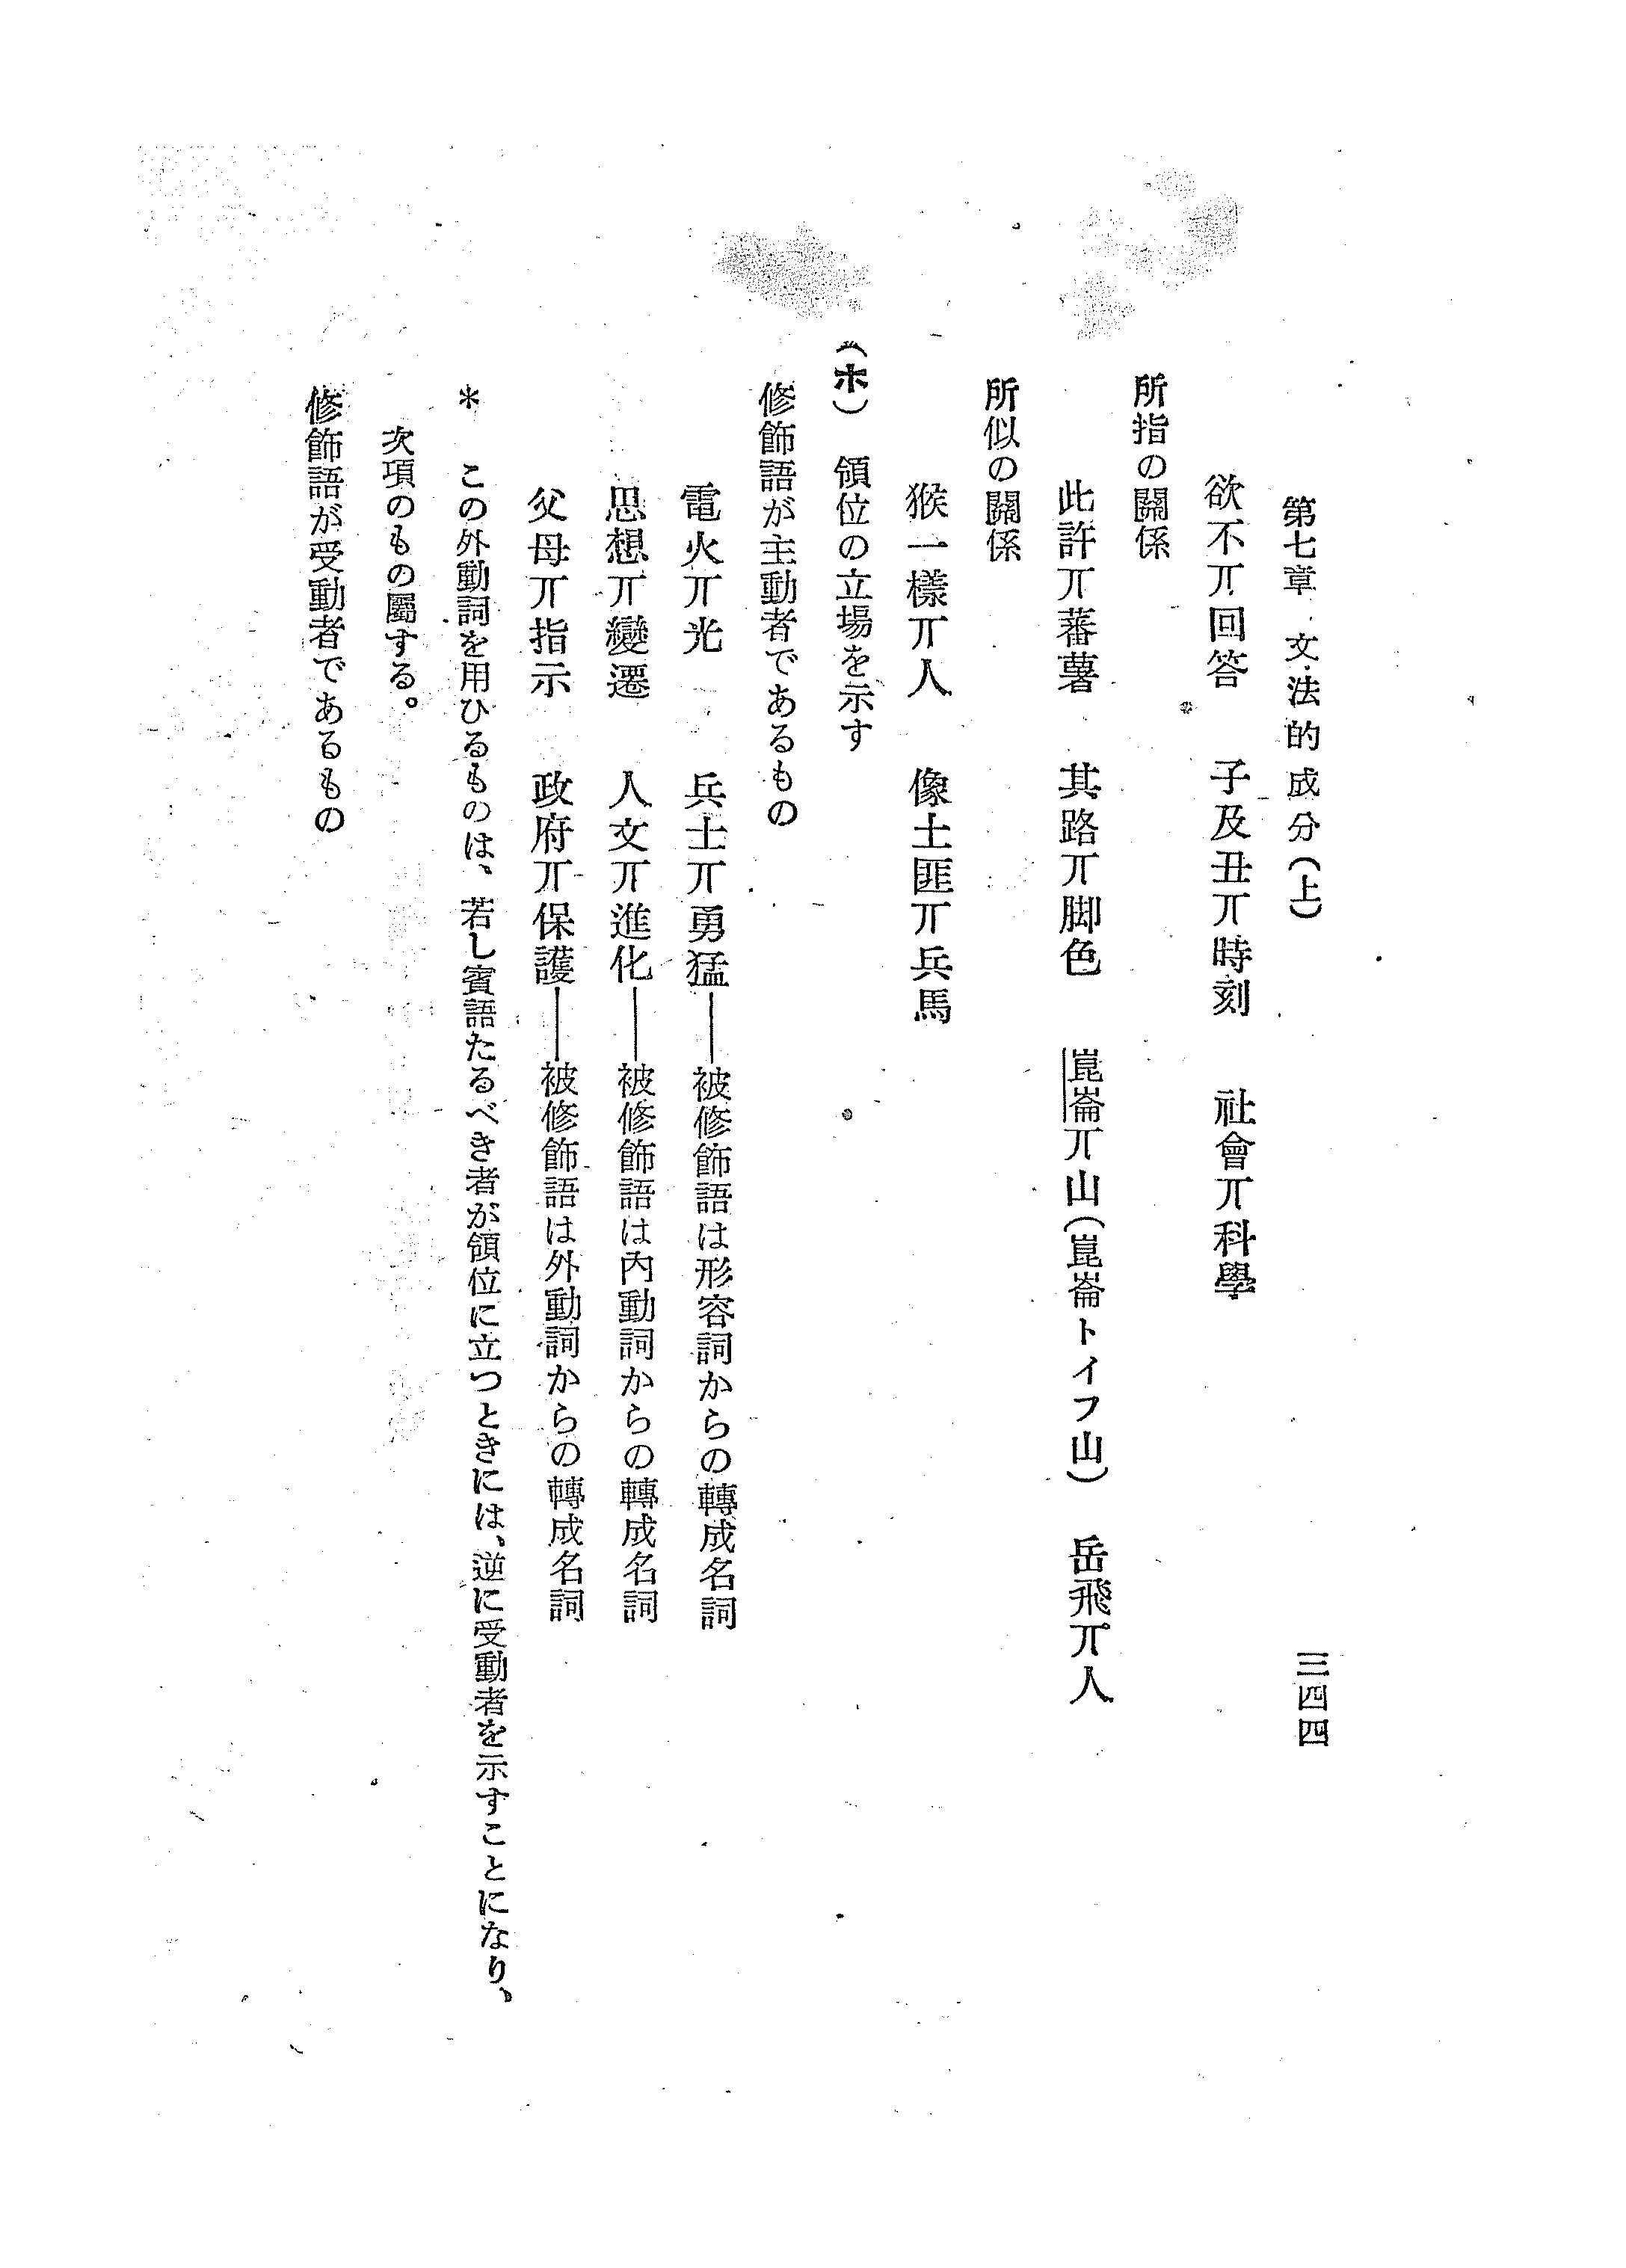 第七章 文法的成分(上) 三四四
欲不丌回答 子及丑丌時刻 社會丌科學
所指の關係
此許丌蕃薯 其路丌脚色 崑崙丌山(崑崙トイフ山) 岳飛丌人
所似の關係
猴一樣丌人 像土匪丌兵馬
(ホ) 領位の立場を示す
修飾語が主動者であるもの
電火丌光 兵士丌勇猛――被修飾語は形容詞からの轉成名詞
思想丌變遷 人文丌進化――被修飾語は內動詞からの轉成名詞
父母丌指示 政府丌保護――被修飾語は外動詞からの轉成名詞
* この外動詞を用ひるものは、若し賓語たるべき者が領位に立つときには、逆に受動者を示すことになり、
次項のもの屬する。
修飾語が受動者であるもの